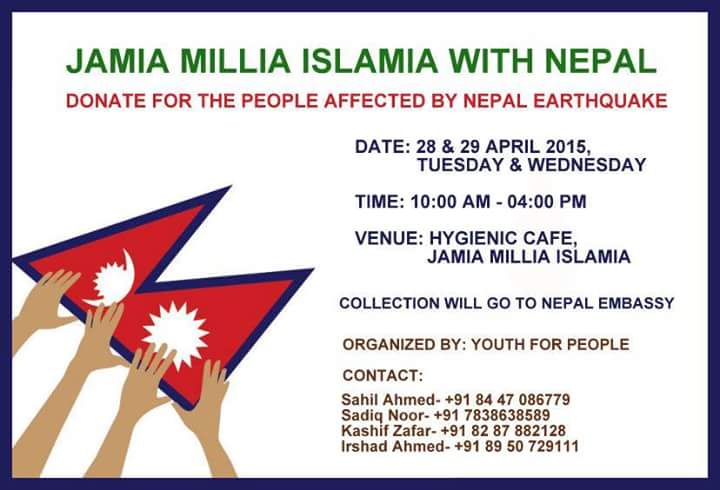 JAMIA MILLIA ISLAMIA WITH NEPAL
DONATE FOR THE PEOPLE AFFECTED BY NEPAL EARTHQUAKE
DATE: 28 & 29 APRIL 2015,
TUESDAY & WEDNESDAY
TIME: 10:00 AM - 04:00 PM
VENUE: HYGIENIC CAFE,
JAMIA MILLIA ISLAMIA
COLLECTION WILL GO TO NEPAL EMBASSY
ORGANIZED BY: YOUTH FOR PEOPLE
CONTACT:
Sahil Ahmed- +91 84 47 086779
Sadiq Noor- +91 7838638589
Kashif Zafar- +91 82 87 882128
Irshad Ahmed- +91 89 50 729111